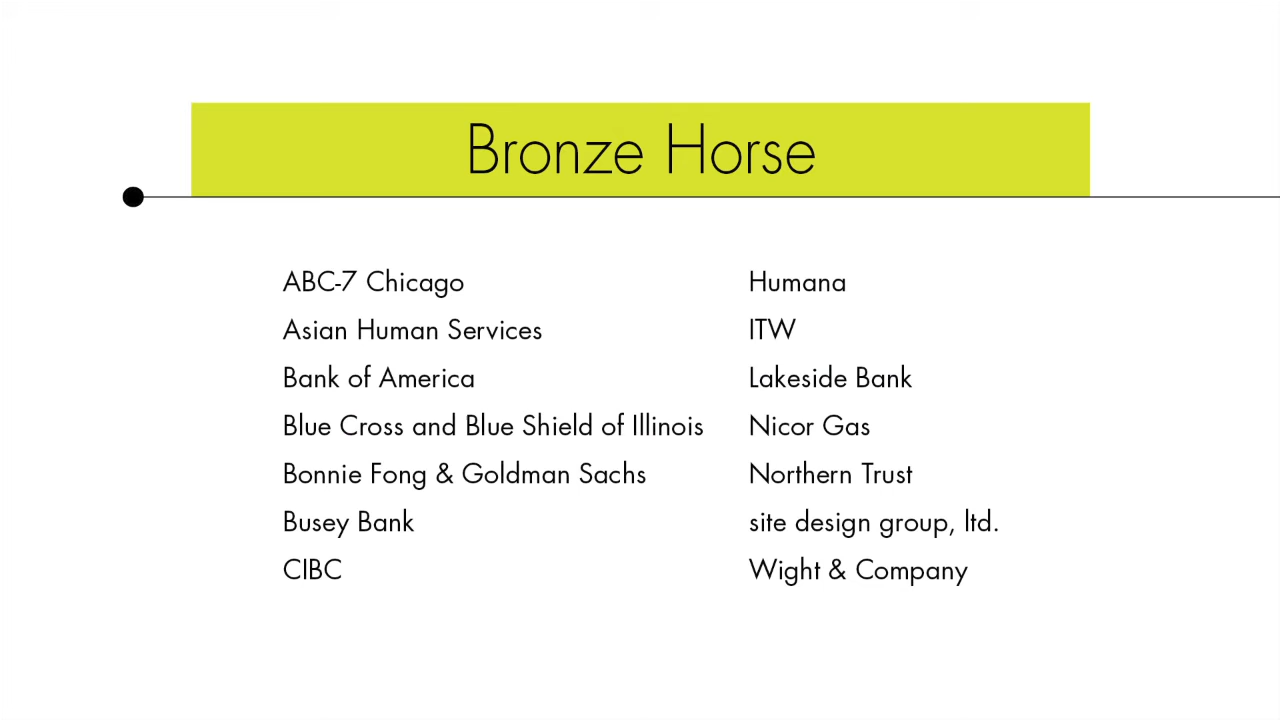 Bronze Horse
ABC-7 Chicago
Asian Human Services
Bank of America
Blue Cross and Blue Shield of Illinois
Bonnie Fong & Goldman Sachs
Busey Bank
CIBC
Humana
ITW
Lakeside Bank
Nicor Gas
Northern Trust
site design group, ltd.
Wight & Company